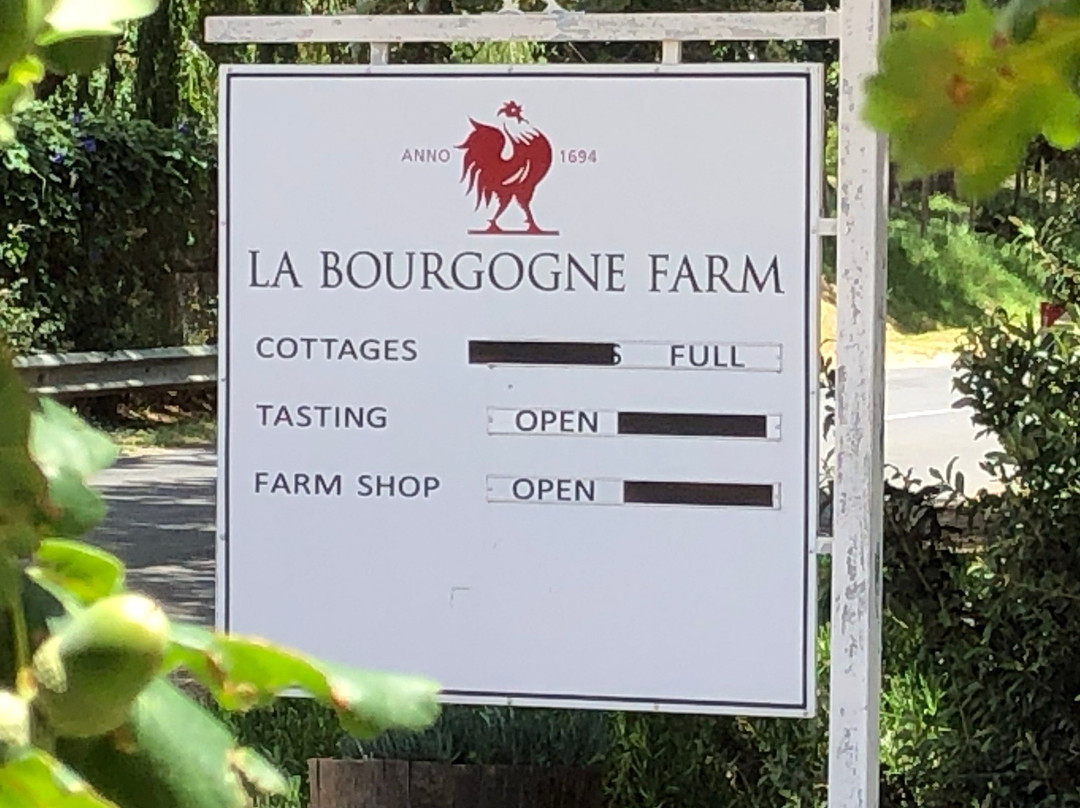 ANNO 1694
LA BOURGOGNE FARM
COTTAGES FULL
TASTING OPEN
FARM SHOP OPEN